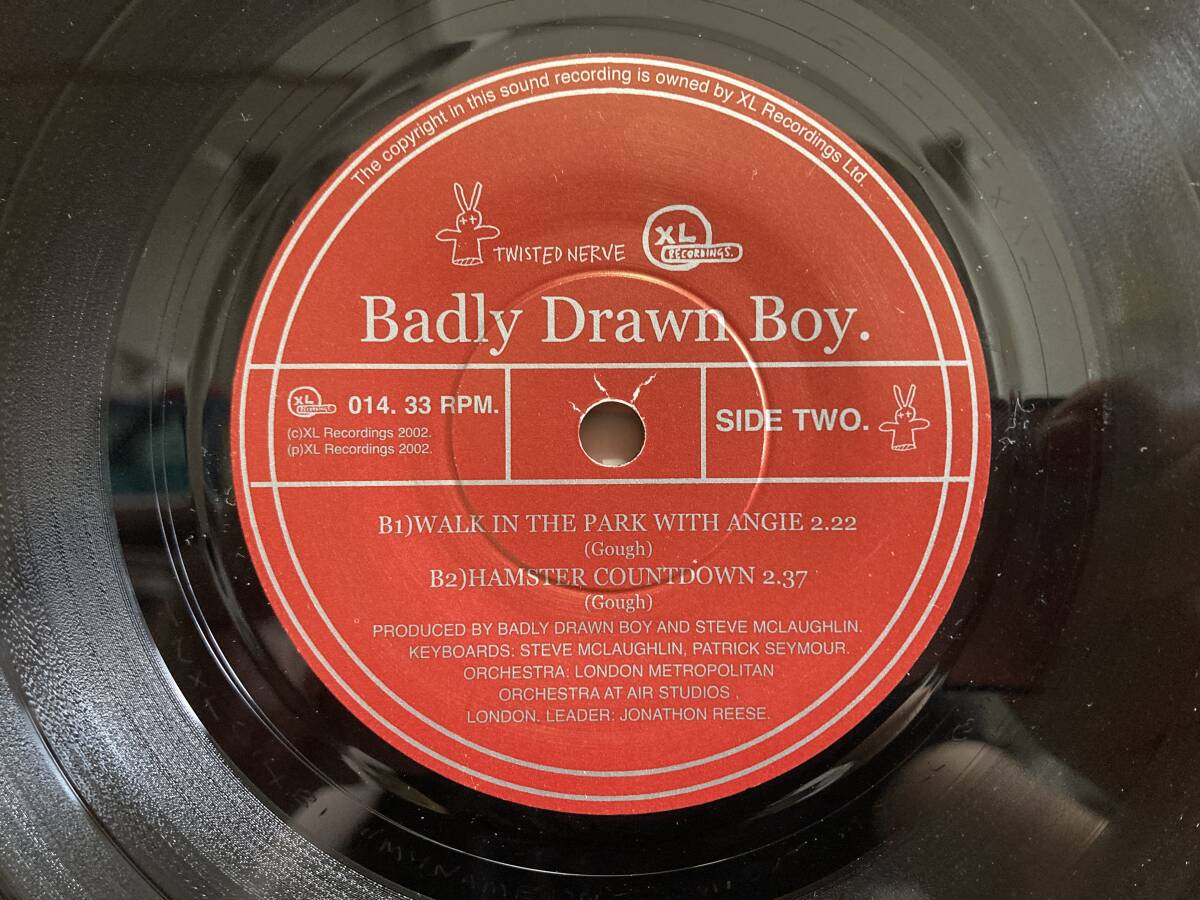 The copyright in this sound recording is owned by XL Recordings Ltd.
TWISTED NERVE
XL
RECORDINGS.
Badly Drawn Boy.
XL
RECORDINGS.
014. 33 RPM.
SIDE TWO.
(c)XL Recordings 2002.
(p)XL Recordings 2002.
B1)WALK IN THE PARK WITH ANGIE 2.22
(Gough)
B2)HAMSTER COUNTDOWN 2.37
(Gough)
PRODUCED BY BADLY DRAWN BOY AND STEVE MCLAUGHLIN.
KEYBOARDS: STEVE MCLAUGHLIN, PATRICK SEYMOUR.
ORCHESTRA: LONDON METROPOLITAN
ORCHESTRA AT AIR STUDIOS .
LONDON. LEADER: JONATHON REESE.